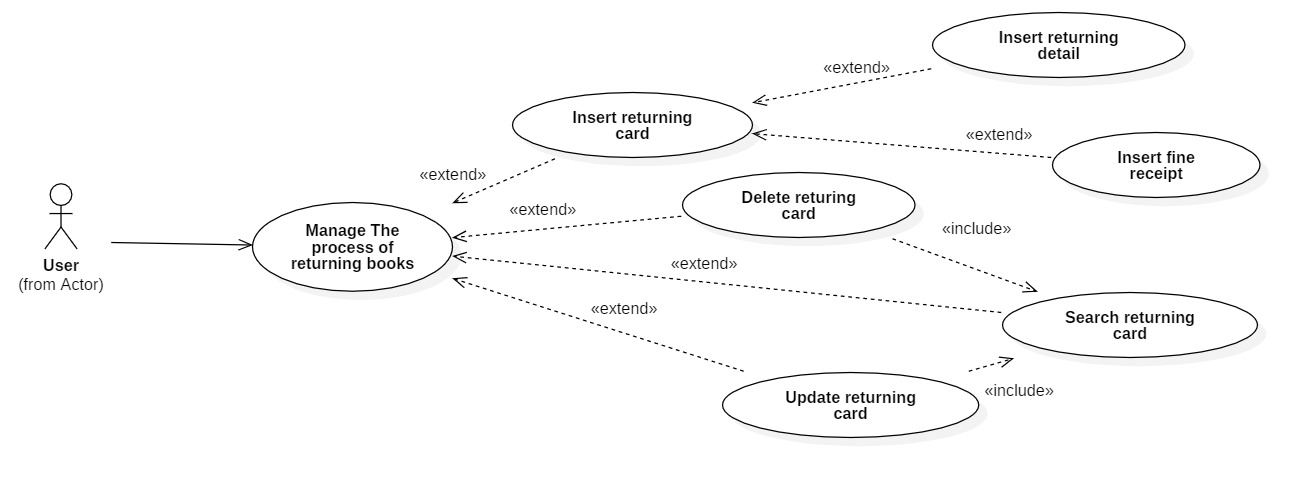 Insert returning
detail
«extend»
Insert returning
card
«extend»
Insert fine
receipt
«extend»
Delete returing
card
«extend»
«include»
User
(from Actor)
Manage The
process of
returning books
«extend»
«extend»
Search returning
card
Update returning
card
«include»